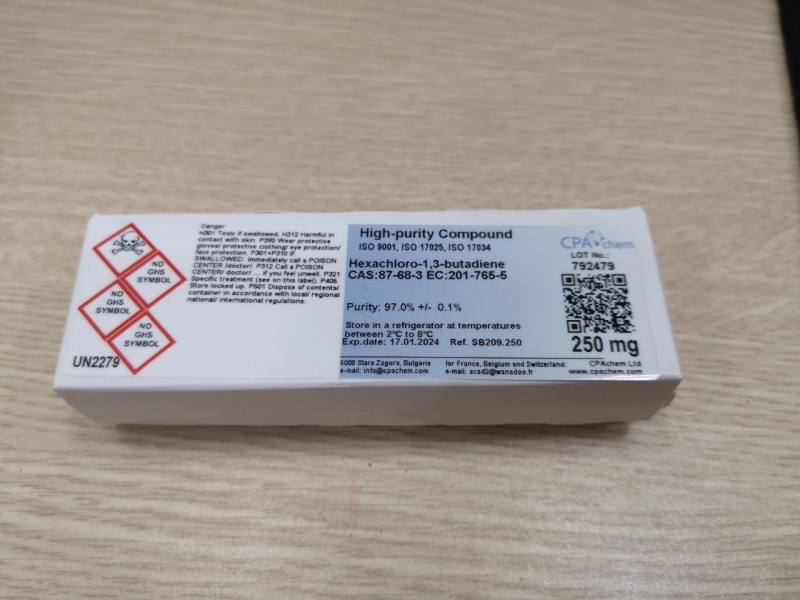 Danger
H301 Toxic if swallowed. H312 Harmful in
contact with skin. P280 Wear protective
gloves/ protective clothing/ eye protection/
face protection. P301+P310 IF
SWALLOWED: Immediately call a POISON
CENTER /doctor/. P312 Call a POISON
CENTER/ doctor/ ... if you feel unwell. P321
Specific treatment (see on this label). P405
Store locked up. P501 Dispose of contents/
container in accordance with local/ regional
national/ international regulations.
NO
GHS
SYMBOL
NO
GHS
SYMBOL
NO
GHS
SYMBOL
UN2279
High-purity Compound
ISO 9001, ISO 17025, ISO 17034
Hexachloro-1,3-butadiene
CAS:87-68-3 EC:201-765-5
Purity: 97.0% +/- 0.1%
Store in a refrigerator at temperatures
between 2°C to 8°C
Exp.date: 17.01.2024 Ref. SB209.250
CPAchem
LOT No.:
792479
250 mg
6000 Stara Zagora, Bulgaria for France, Belgium and Switzerland: CPAchem Ltd
e-mail: info@cpachem.com e-mail: acsd2@wanadoo.fr www.cpachem.com